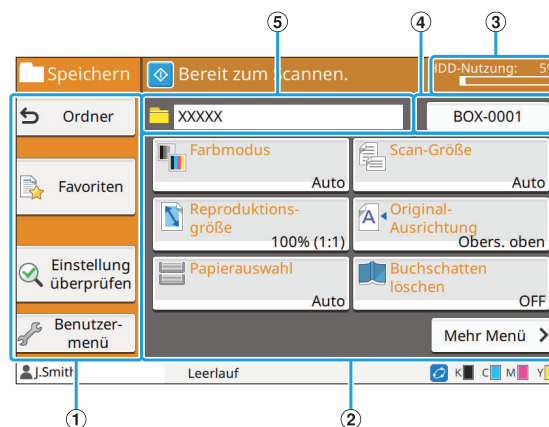 ⑤ ④ ③
Speichern
Bereit zum Scannen.
HDD-Nutzung: 5%
Ordner
XXXXX
BOX-0001
Favoriten
Farbmodus
Auto
Scan-Größe
Auto
Reproduktions-
größe
100% (1:1)
Original-
Ausrichtung
Obers. oben
Einstellung
überprüfen
Papierauswahl
Auto
Buchschatten
löschen
OFF
Benutzer-
menü
Mehr Menü
J.Smith
Leerlauf
K C M Y
① ②